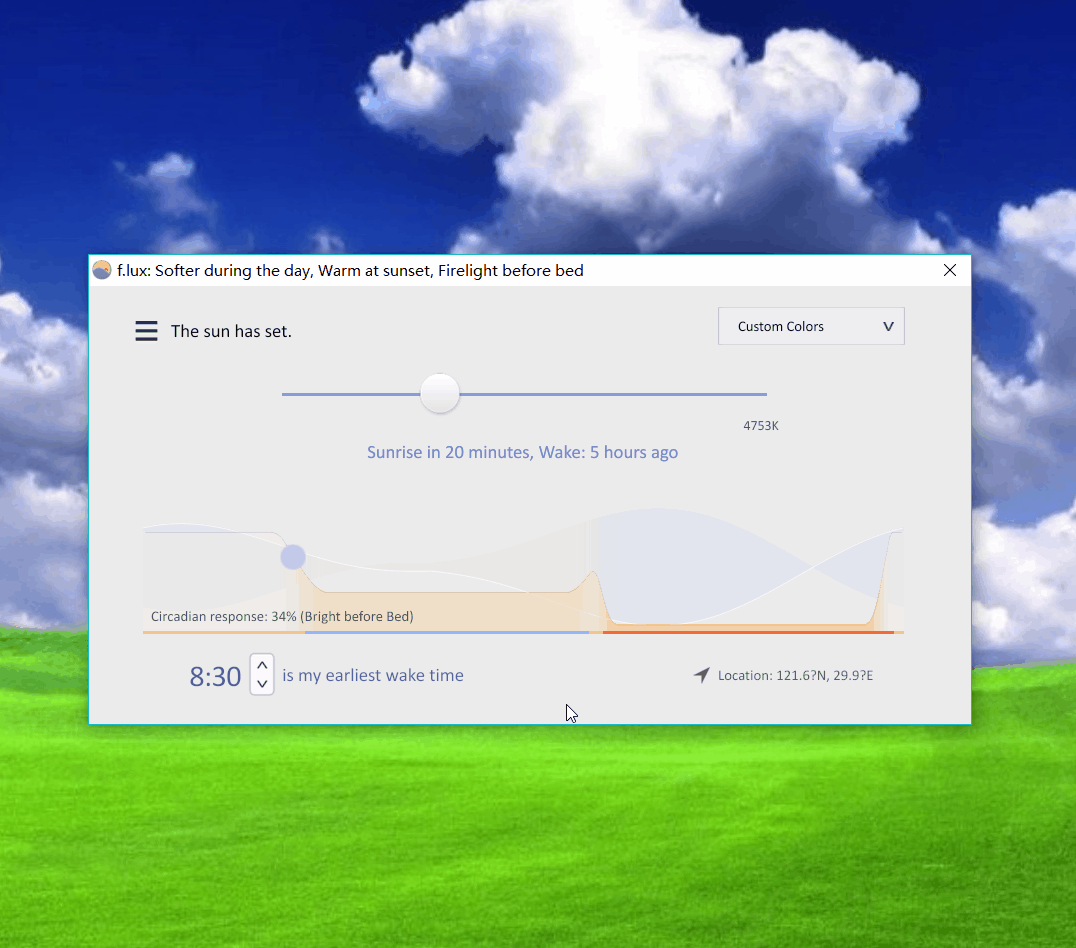 f.lux: Softer during the day, Warm at sunset, Firelight before bed
The sun has set.
Custom Colors
4753K
Sunrise in 20 minutes, Wake: 5 hours ago
Circadian response: 34% (Bright before Bed)
8:30 is my earliest wake time
Location: 121.6?N, 29.9?E